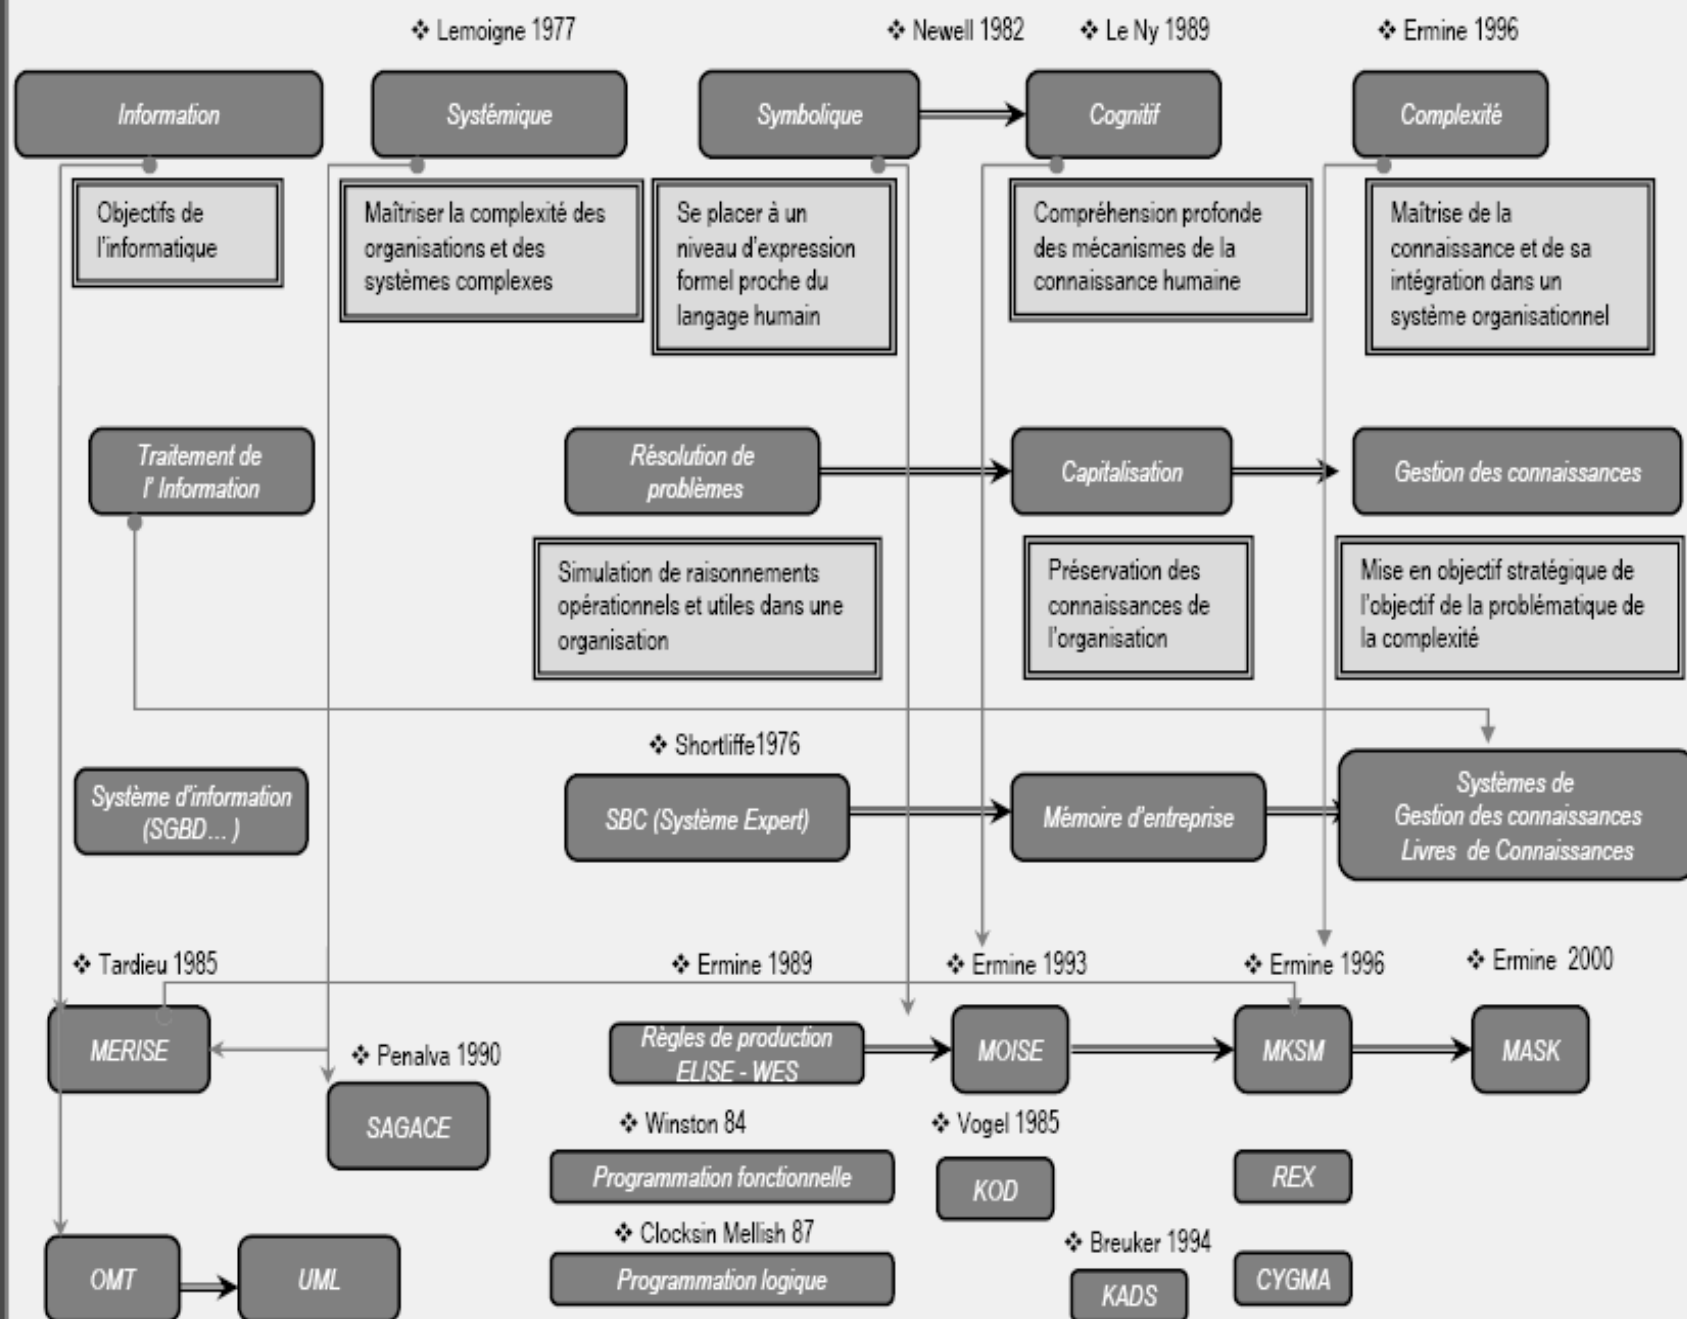 ❖ Lemoigne 1977
❖ Newell 1982
❖ Le Ny 1989
❖ Ermine 1996
Information
Systémique
Symbolique
Cognitif
Complexité
Objectifs de
l'informatique
Maîtriser la complexité des
organisations et des
systèmes complexes
Se placer à un
niveau d'expression
formel proche du
langage humain
Compréhension profonde
des mécanismes de la
connaissance humaine
Maîtrise de la
connaissance et de sa
intégration dans un
système organisationnel
Traitement de
l' Information
Résolution de
problèmes
Capitalisation
Gestion des connaissances
Simulation de raisonnements
opérationnels et utiles dans une
organisation
Préservation des
connaissances de
l'organisation
Mise en objectif stratégique de
l'objectif de la problématique de
la complexité
❖ Shortliffe1976
Système d'information
(SGBD... )
SBC (Système Expert)
Mémoire d'entreprise
Systèmes de
Gestion des connaissances
Livres de Connaissances
❖ Tardieu 1985
❖ Ermine 1989
❖ Ermine 1993
❖ Ermine 1996
❖ Ermine 2000
MERISE
❖ Penalva 1990
SAGACE
Règles de production
ELISE - WES
MOISE
MKSM
MASK
❖ Winston 84
Programmation fonctionnelle
❖ Vogel 1985
KOD
REX
❖ Clocksin Mellish 87
Programmation logique
❖ Breuker 1994
KADS
CYGMA
OMT
UML